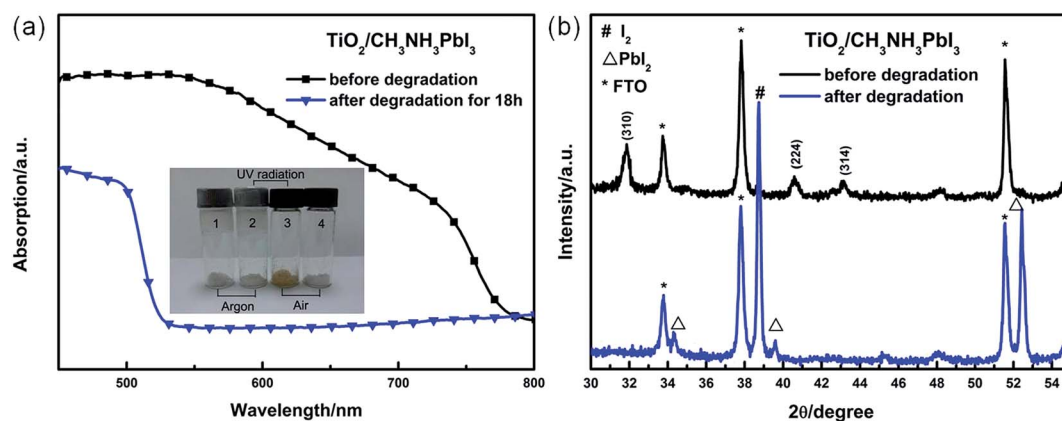 (a)
TiO₂/CH₃NH₃PbI₃
before degradation
after degradation for 18h
UV radiation
1 2 3 4
Argon Air
Absorption/a.u.
500 600 700 800
Wavelength/nm
(b)
# I₂
△ PbI₂
* FTO
TiO₂/CH₃NH₃PbI₃
before degradation
after degradation
(310)
*
*
#
(224)
(314)
*
*
△
*
△
*
△
Intensity/a.u.
30 32 34 36 38 40 42 44 46 48 50 52 54
2θ/degree